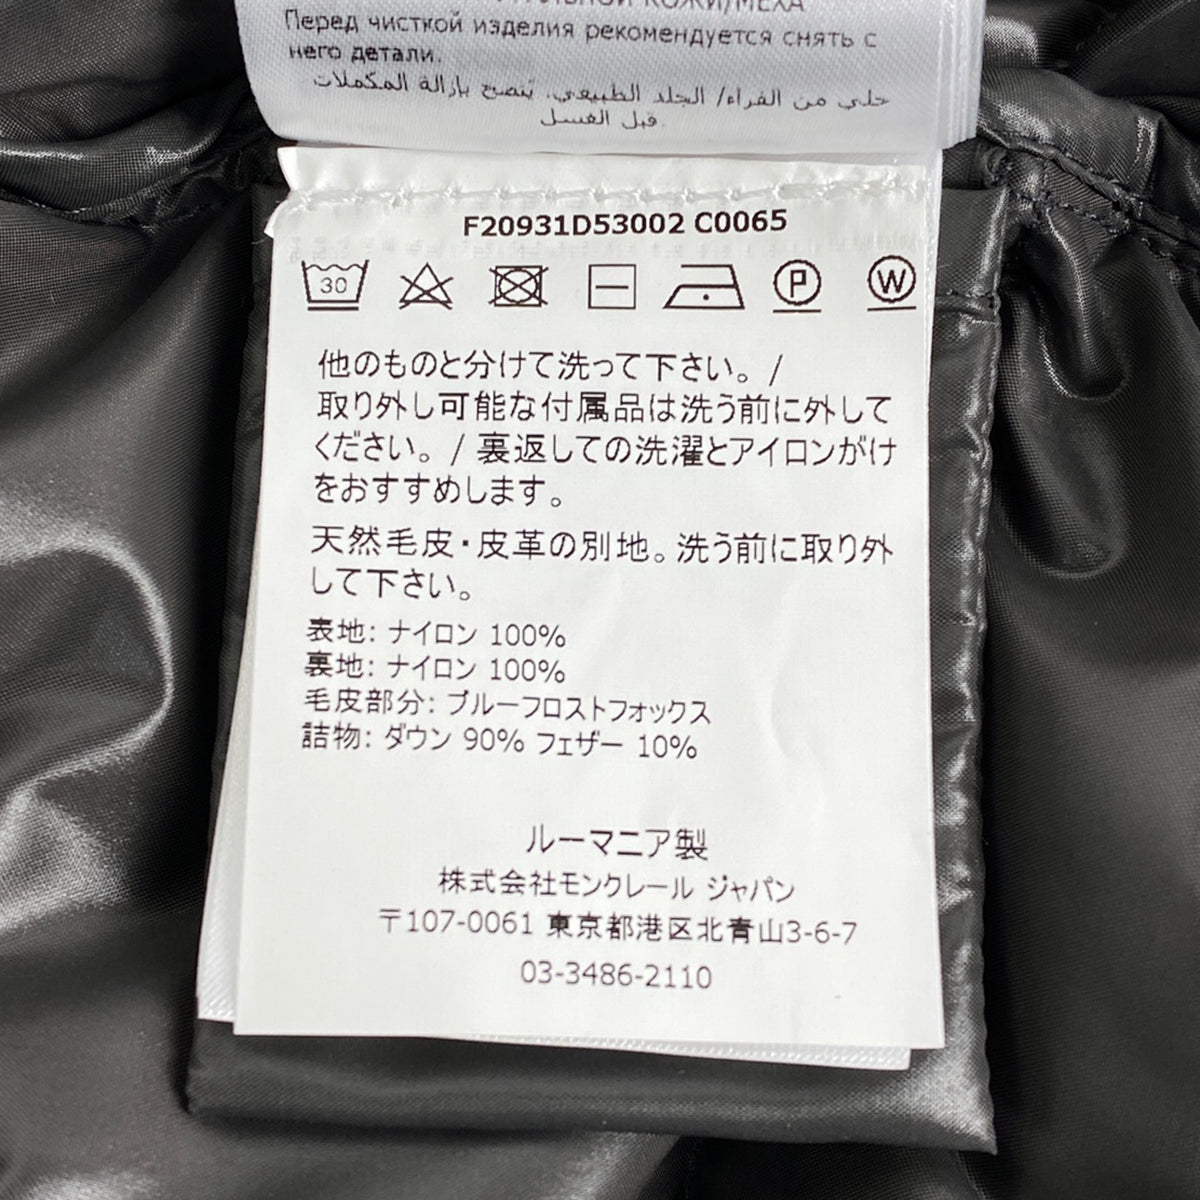 КОЖИ/МЕХА
Перед чисткой изделия рекомендуется снять с
него детали.
حلي من الفراء/ الجلد الطبيعي. يُنصح بإزالة المكملات
قبل الغسل.
F20931D53002 C0065
30
P
W
他のものと分けて洗って下さい。/
取り外し可能な付属品は洗う前に外して
ください。/ 裏返しての洗濯とアイロンがけ
をおすすめします。
天然毛皮・皮革の別地。洗う前に取り外
して下さい。
表地: ナイロン 100%
裏地: ナイロン 100%
毛皮部分: ブルーフロストフォックス
詰物: ダウン 90% フェザー 10%
ルーマニア製
株式会社モンクレール ジャパン
〒107-0061 東京都港区北青山3-6-7
03-3486-2110